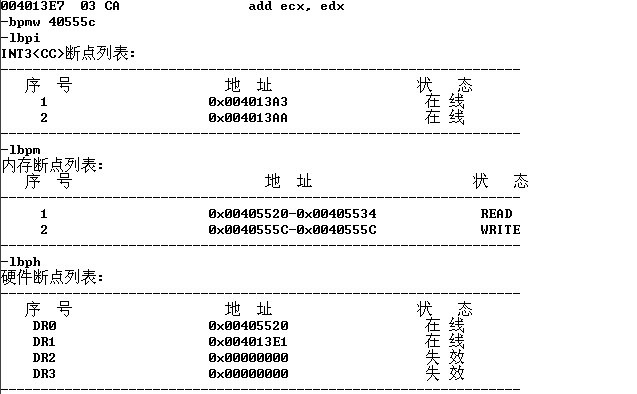 004013E7  03 CA                add ecx, edx
-bpmw 40555c
-lbpi
INT3<CC>断点列表：
序 号 地 址 状 态
1 0x004013A3 在 线
2 0x004013AA 在 线
-lbpm
内存断点列表：
序 号 地 址 状 态
1 0x00405520-0x00405534 READ
2 0x0040555C-0x0040555C WRITE
-lbph
硬件断点列表：
序 号 地 址 状 态
DR0 0x00405520 在 线
DR1 0x004013E1 在 线
DR2 0x00000000 失 效
DR3 0x00000000 失 效